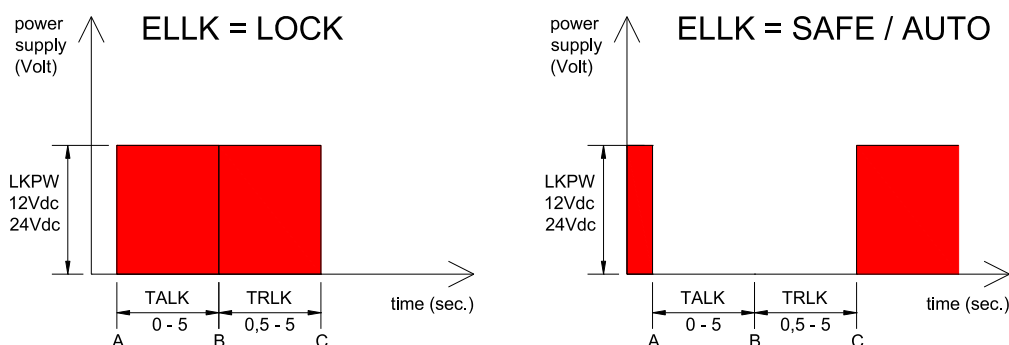 ELLK = LOCK
power
supply
(Volt)
LKPW
12Vdc
24Vdc
time (sec.)
TALK
TRLK
0 - 5
0,5 - 5
A
B
C
ELLK = SAFE / AUTO
power
supply
(Volt)
LKPW
12Vdc
24Vdc
time (sec.)
TALK
TRLK
0 - 5
0,5 - 5
A
B
C